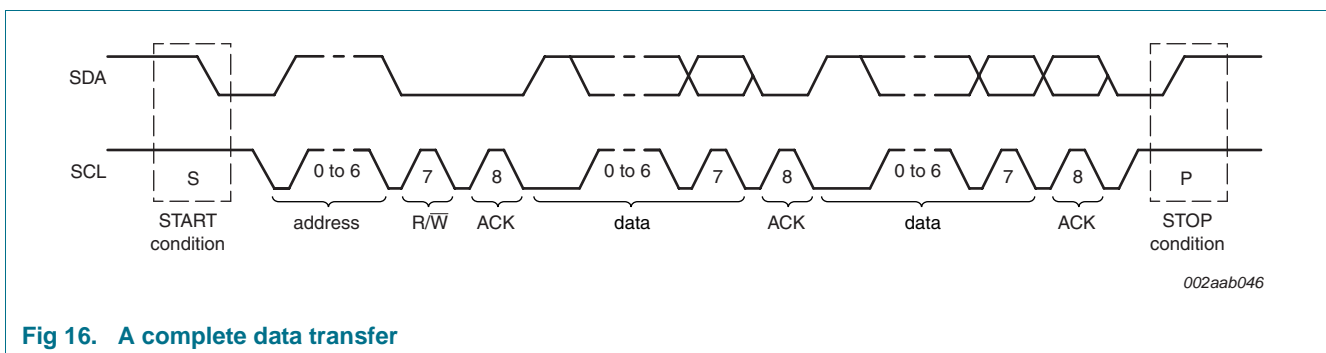 SDA
SCL
S
0 to 6
7
8
0 to 6
7
8
0 to 6
7
8
P
START
condition
address
R/W̅
ACK
data
ACK
data
ACK
STOP
condition
002aab046
Fig 16. A complete data transfer